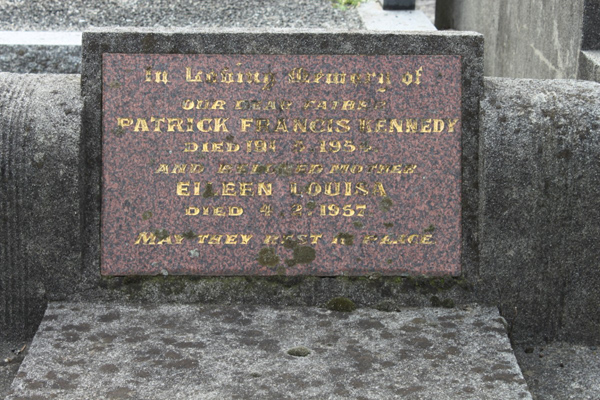 In Loving Memory of
OUR DEAR FATHER
PATRICK FRANCIS KENNEDY
DIED
AND BELOVED MOTHER
EILEEN LOUISA
DIED 4. 2. 1957
MAY THEY REST IN PEACE